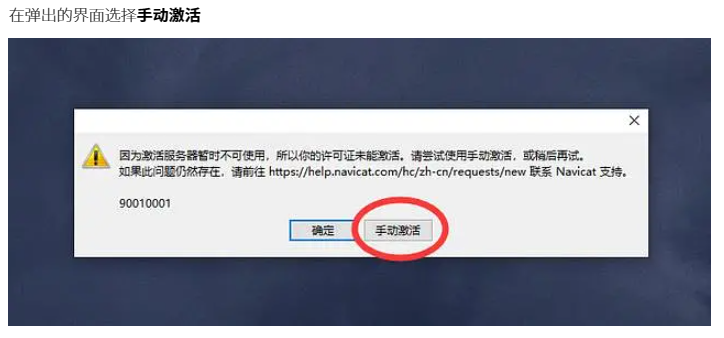 在弹出的界面选择手动激活
因为激活服务器暂时不可使用，所以你的许可证未能激活。请尝试使用手动激活，或稍后再试。
如果此问题仍然存在，请前往 https://help.navicat.com/hc/zh-cn/requests/new 联系 Navicat 支持。
90010001
确定 手动激活